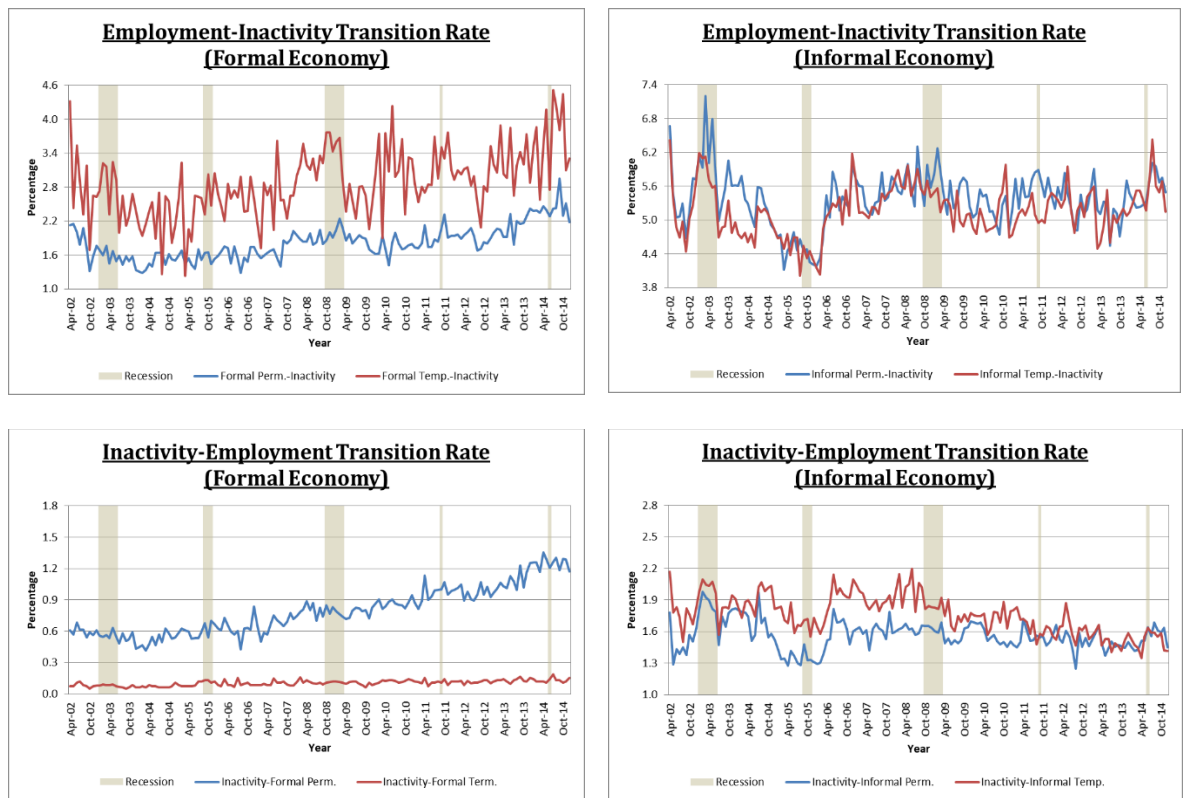 Employment-Inactivity Transition Rate
(Formal Economy)
4.6
4.0
3.4
2.8
2.2
1.6
1.0
Percentage
Apr-02 Oct-02 Apr-03 Oct-03 Apr-04 Oct-04 Apr-05 Oct-05 Apr-06 Oct-06 Apr-07 Oct-07 Apr-08 Oct-08 Apr-09 Oct-09 Apr-10 Oct-10 Apr-11 Oct-11 Apr-12 Oct-12 Apr-13 Oct-13 Apr-14 Oct-14
Year
Recession Formal Perm.-Inactivity Formal Temp.-Inactivity
Employment-Inactivity Transition Rate
(Informal Economy)
7.4
6.8
6.2
5.6
5.0
4.4
3.8
Percentage
Apr-02 Oct-02 Apr-03 Oct-03 Apr-04 Oct-04 Apr-05 Oct-05 Apr-06 Oct-06 Apr-07 Oct-07 Apr-08 Oct-08 Apr-09 Oct-09 Apr-10 Oct-10 Apr-11 Oct-11 Apr-12 Oct-12 Apr-13 Oct-13 Apr-14 Oct-14
Year
Recession Informal Perm.-Inactivity Informal Temp.-Inactivity
Inactivity-Employment Transition Rate
(Formal Economy)
1.8
1.5
1.2
0.9
0.6
0.3
0.0
Percentage
Apr-02 Oct-02 Apr-03 Oct-03 Apr-04 Oct-04 Apr-05 Oct-05 Apr-06 Oct-06 Apr-07 Oct-07 Apr-08 Oct-08 Apr-09 Oct-09 Apr-10 Oct-10 Apr-11 Oct-11 Apr-12 Oct-12 Apr-13 Oct-13 Apr-14 Oct-14
Year
Recession Inactivity-Formal Perm. Inactivity-Formal Term.
Inactivity-Employment Transition Rate
(Informal Economy)
2.8
2.5
2.2
1.9
1.6
1.3
1.0
Percentage
Apr-02 Oct-02 Apr-03 Oct-03 Apr-04 Oct-04 Apr-05 Oct-05 Apr-06 Oct-06 Apr-07 Oct-07 Apr-08 Oct-08 Apr-09 Oct-09 Apr-10 Oct-10 Apr-11 Oct-11 Apr-12 Oct-12 Apr-13 Oct-13 Apr-14 Oct-14
Year
Recession Inactivity-Informal Perm. Inactivity-Informal Temp.